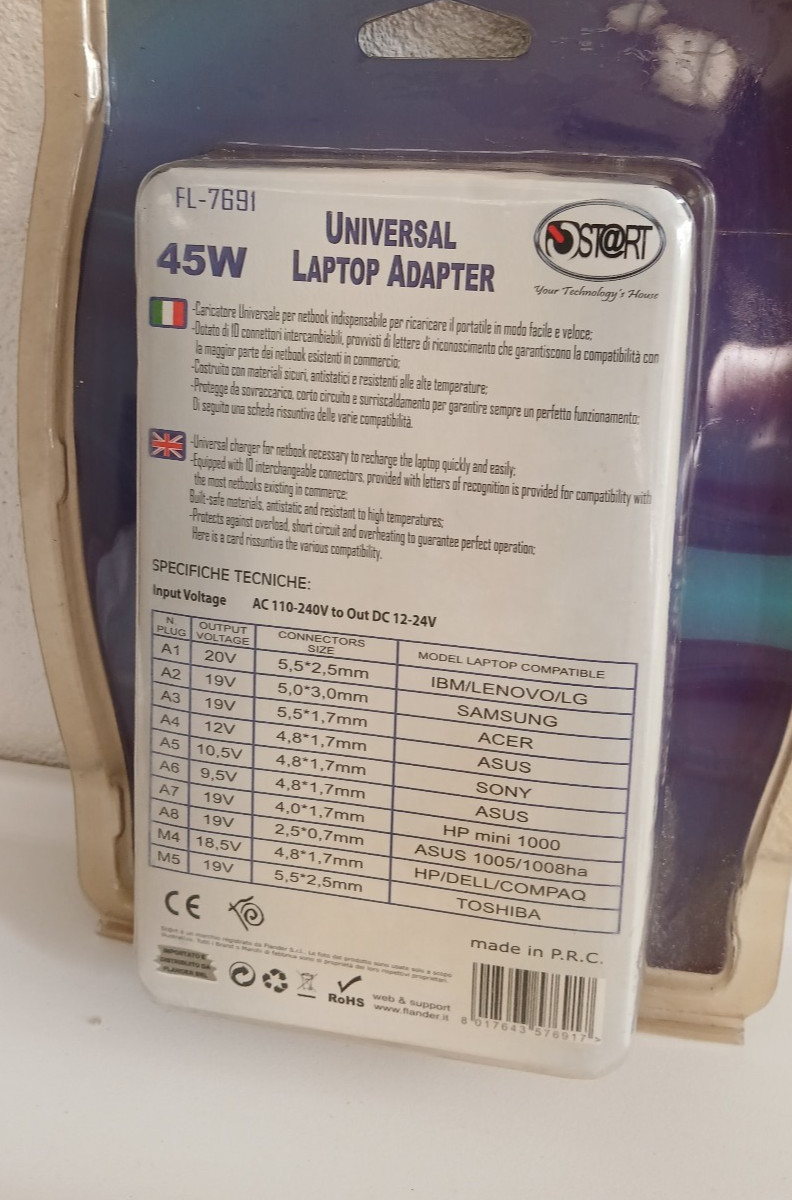 FL-7691
45W
UNIVERSAL
LAPTOP ADAPTER
ST@RT
Your Technology's House
-Caricatore Universale per netbook indispensabile per ricaricare il portatile in modo facile e veloce;
-Dotato di 10 connettori intercambiebili, provvisti di lettere di riconoscimento che garantiscono la compatibilità con
la maggior parte dei netbook esistenti in commercio;
-Costruito con materiali sicuri, antistatici e resistenti alle alte temperature;
-Protegge da sovraccarico, corto circuito e surriscaldamento per garantire sempre un perfetto funzionamento;
Di seguito una scheda rissuntiva delle varie compatibilità.
-Universal charger for netbook necessary to recharge the laptop quickly and easily;
-Equipped with 10 interchangeable connectors, provided with letters of recognition is provided for compatibility with
the most netbooks existing in commerce;
Built-safe materials, antistatic and resistant to high temperatures;
-Protects against overload, short circuit and overheating to guarantee perfect operation;
Here is a card rissuntiva the various compatibility.
SPECIFICHE TECNICHE:
Input Voltage AC 110-240V to Out DC 12-24V
N. PLUG OUTPUT VOLTAGE CONNECTORS SIZE MODEL LAPTOP COMPATIBLE
A1 20V 5,5*2,5mm IBM/LENOVO/LG
A2 19V 5,0*3,0mm SAMSUNG
A3 19V 5,5*1,7mm ACER
A4 12V 4,8*1,7mm ASUS
A5 10,5V 4,8*1,7mm SONY
A6 9,5V 4,8*1,7mm ASUS
A7 19V 4,0*1,7mm HP mini 1000
A8 19V 2,5*0,7mm ASUS 1005/1008ha
M4 18,5V 4,8*1,7mm HP/DELL/COMPAQ
M5 19V 5,5*2,5mm TOSHIBA
CE
made in P.R.C.
IMPORTATO E
DISTRIBUITO DA
FLANDER SRL
RoHS
web & support
www.flander.it
8 017643 576917 >